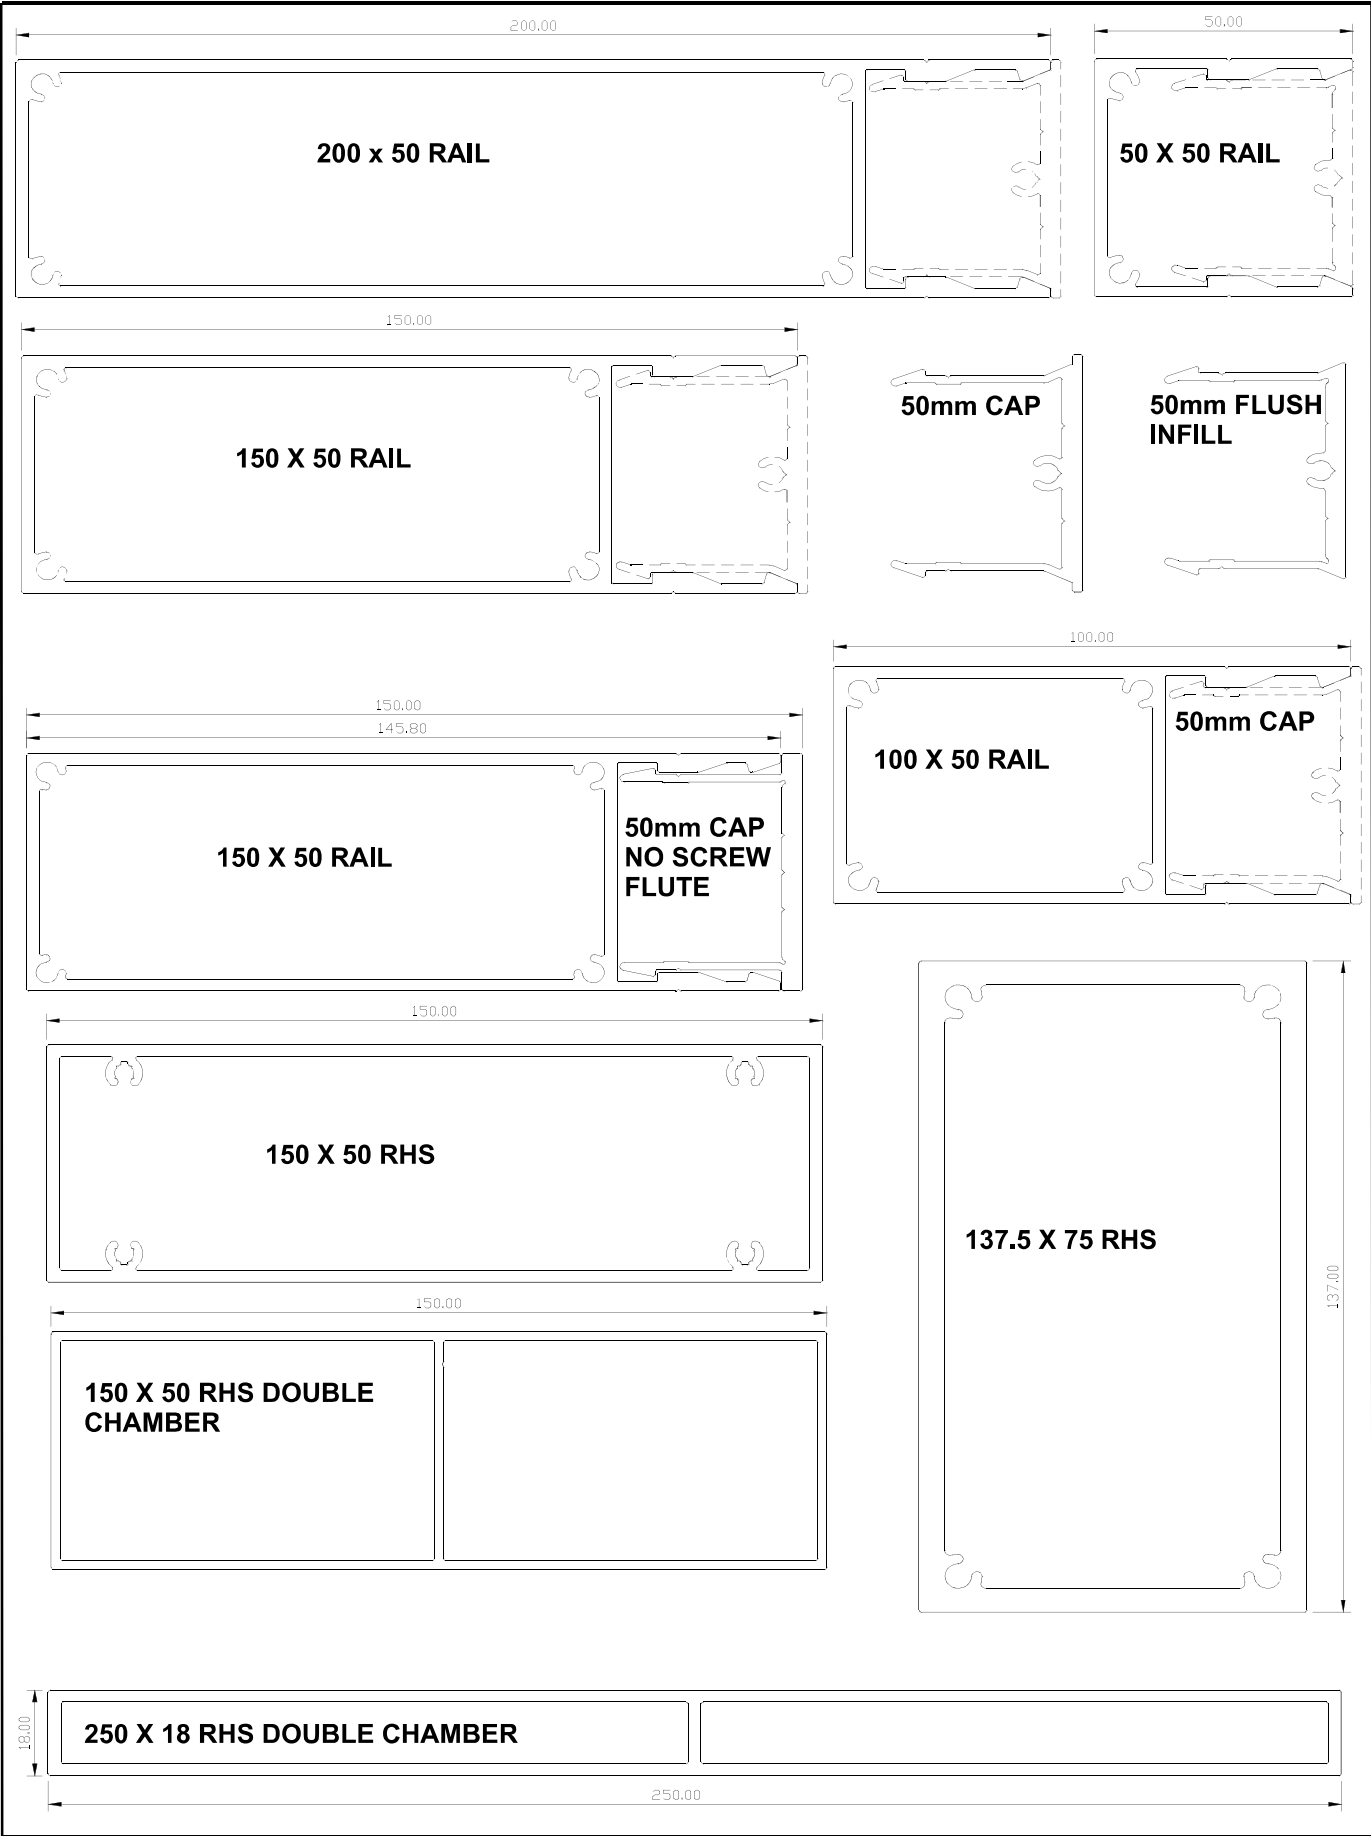 200.00
50.00
200 x 50 RAIL
50 X 50 RAIL
150.00
150 X 50 RAIL
50mm CAP
50mm FLUSH
INFILL
100.00
150.00
145.80
100 X 50 RAIL
50mm CAP
150 X 50 RAIL
50mm CAP
NO SCREW
FLUTE
150.00
150 X 50 RHS
137.5 X 75 RHS
137.00
150.00
150 X 50 RHS DOUBLE
CHAMBER
18.00
250 X 18 RHS DOUBLE CHAMBER
250.00